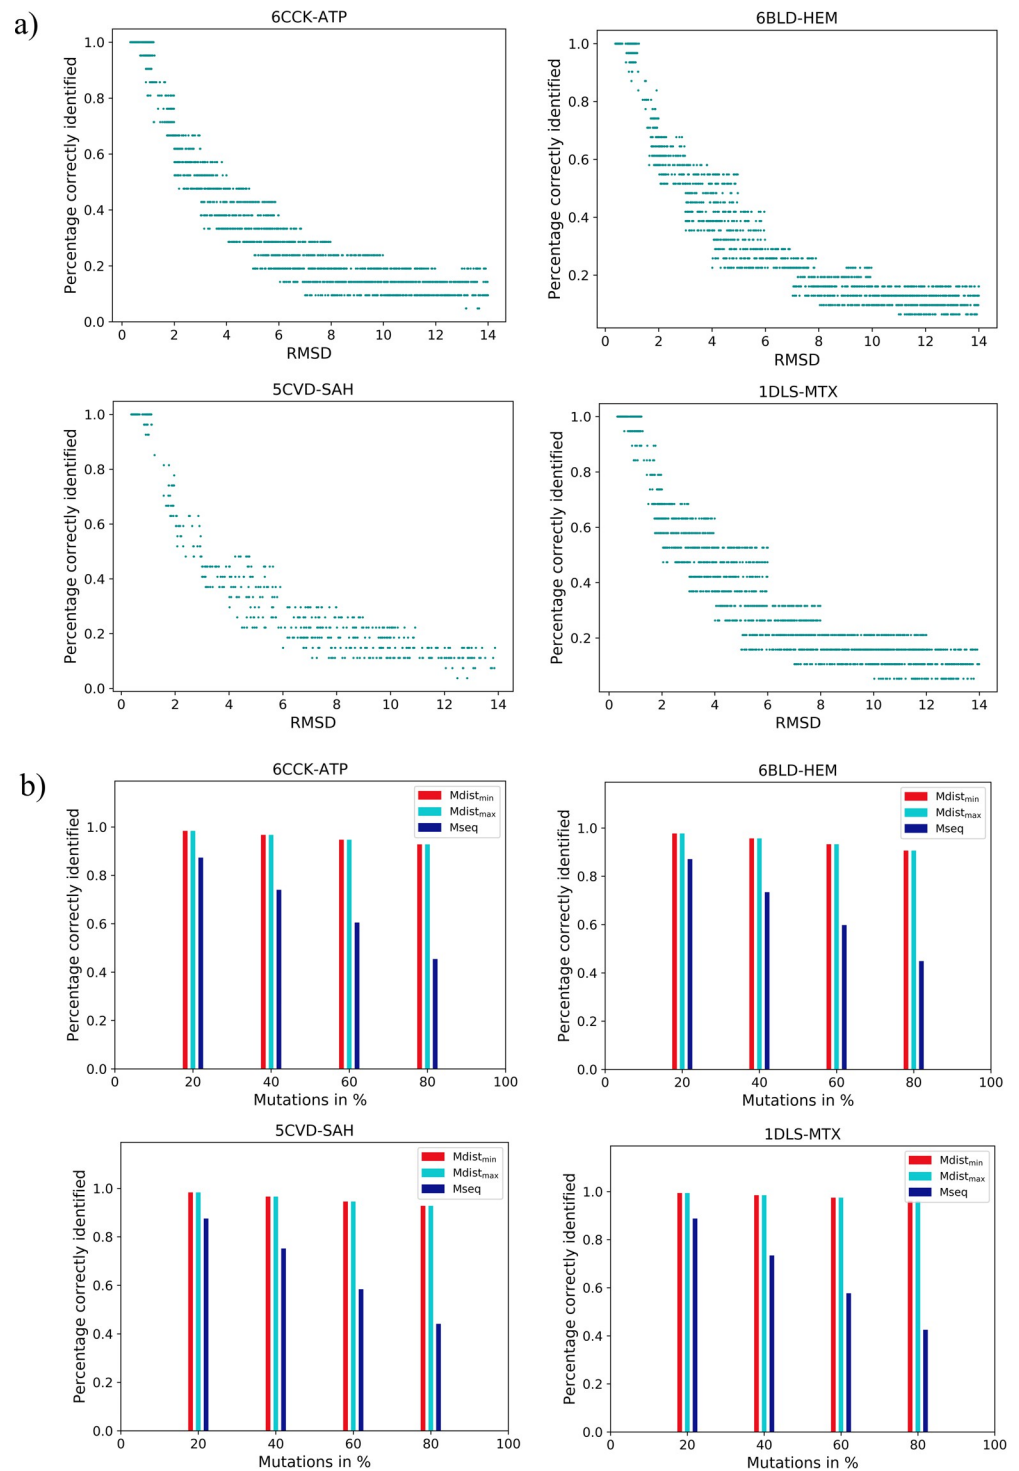 a)
6CCK-ATP
Percentage correctly identified
1.0
0.8
0.6
0.4
0.2
0.0
0 2 4 6 8 10 12 14
RMSD
6BLD-HEM
Percentage correctly identified
1.0
0.8
0.6
0.4
0.2
0 2 4 6 8 10 12 14
RMSD
5CVD-SAH
Percentage correctly identified
1.0
0.8
0.6
0.4
0.2
0.0
0 2 4 6 8 10 12 14
RMSD
1DLS-MTX
Percentage correctly identified
1.0
0.8
0.6
0.4
0.2
0 2 4 6 8 10 12 14
RMSD
b)
6CCK-ATP
Percentage correctly identified
1.0
0.8
0.6
0.4
0.2
0.0
Mdistmin
Mdistmax
Mseq
0 20 40 60 80 100
Mutations in %
6BLD-HEM
Percentage correctly identified
1.0
0.8
0.6
0.4
0.2
0.0
Mdistmin
Mdistmax
Mseq
0 20 40 60 80 100
Mutations in %
5CVD-SAH
Percentage correctly identified
1.0
0.8
0.6
0.4
0.2
0.0
Mdistmin
Mdistmax
Mseq
0 20 40 60 80 100
Mutations in %
1DLS-MTX
Percentage correctly identified
1.0
0.8
0.6
0.4
0.2
0.0
Mdistmin
Mdistmax
Mseq
0 20 40 60 80 100
Mutations in %